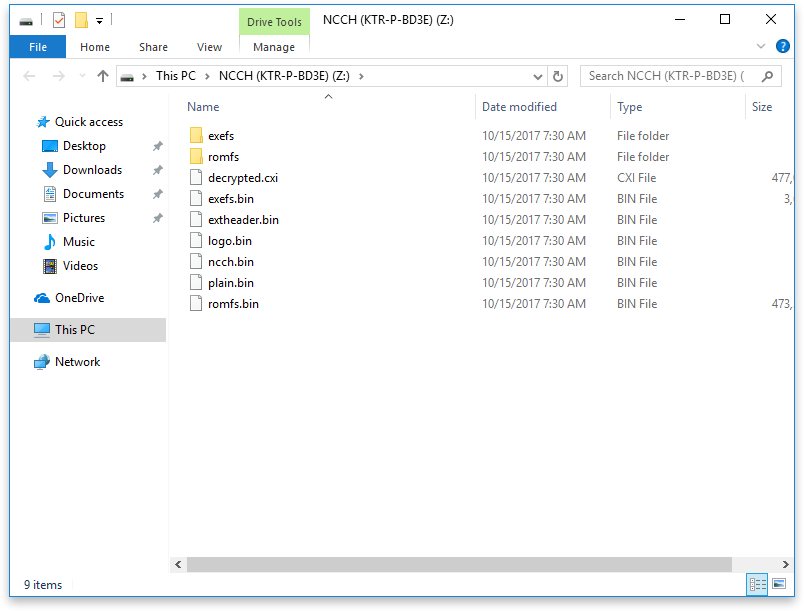 Drive Tools NCCH (KTR-P-BD3E) (Z:)
File Home Share View Manage
This PC NCCH (KTR-P-BD3E) (Z:) Search NCCH (KTR-P-BD3E) (
Name Date modified Type Size
Quick access
Desktop
Downloads
Documents
Pictures
Music
Videos
OneDrive
This PC
Network
exefs 10/15/2017 7:30 AM File folder
romfs 10/15/2017 7:30 AM File folder
decrypted.cxi 10/15/2017 7:30 AM CXI File 477,
exefs.bin 10/15/2017 7:30 AM BIN File 3,
extheader.bin 10/15/2017 7:30 AM BIN File
logo.bin 10/15/2017 7:30 AM BIN File
ncch.bin 10/15/2017 7:30 AM BIN File
plain.bin 10/15/2017 7:30 AM BIN File
romfs.bin 10/15/2017 7:30 AM BIN File 473,
9 items